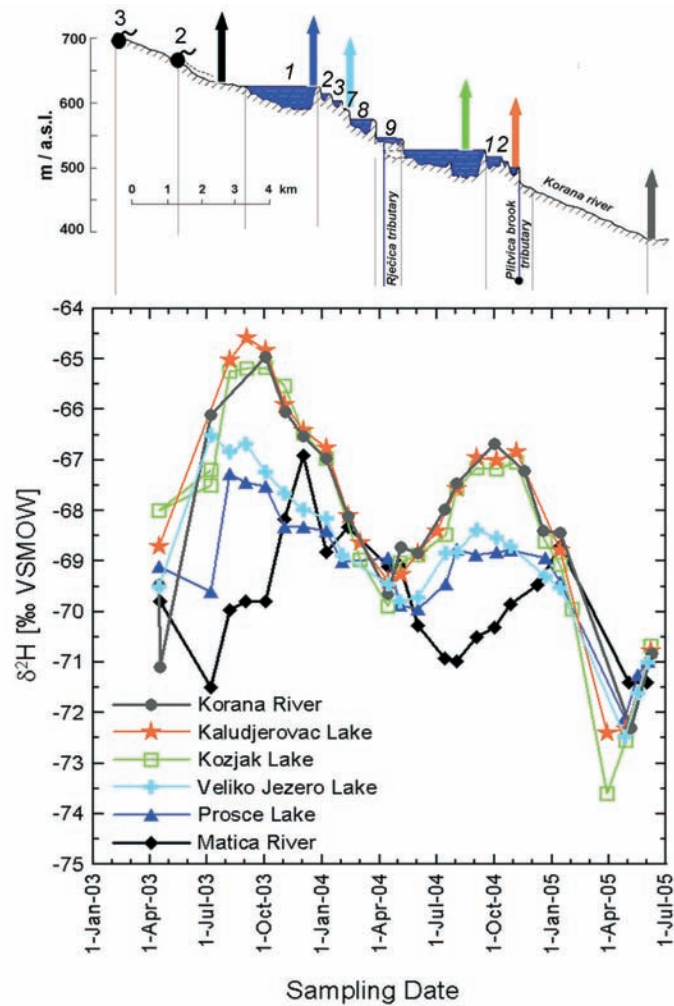 3
2
700
600
500
400
m / a.s.l.
1
2
3
7
8
9
12
0 1 2 3 4 km
Rječica tributary
Plitvica brook
tributary
Korana river
-64
-65
-66
-67
-68
-69
-70
-71
-72
-73
-74
-75
δ²H [‰ VSMOW]
Korana River
Kaludjerovac Lake
Kozjak Lake
Veliko Jezero Lake
Prosce Lake
Matica River
1-Jan-03
1-Apr-03
1-Jul-03
1-Oct-03
1-Jan-04
1-Apr-04
1-Jul-04
1-Oct-04
1-Jan-05
1-Apr-05
1-Jul-05
Sampling Date